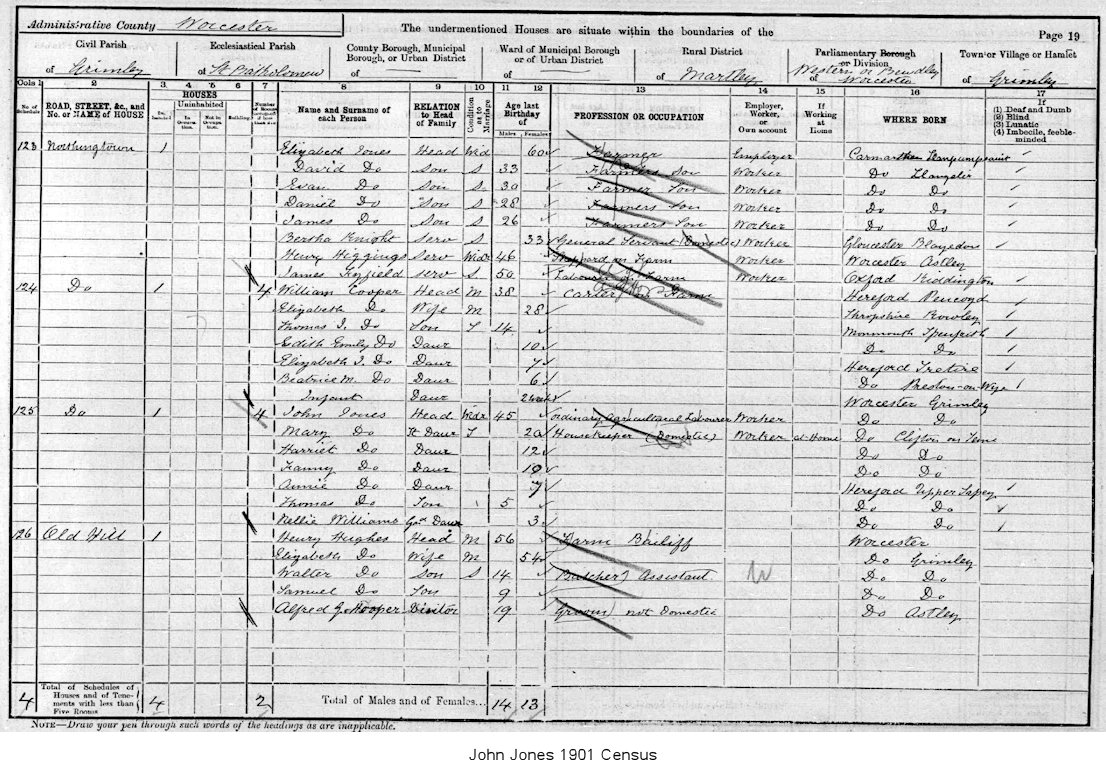 Administrative County Worcester
The undermentioned Houses are situate within the boundaries of the
Page 19
Civil Parish of Grimley
Ecclesiastical Parish of St Batholomew
County Borough, Municipal Borough, or Urban District of
Ward of Municipal Borough or of Urban District of
Rural District of Martley
Parliamentary Borough or Division of Western or Bewdley Worcester
Town or Village or Hamlet of Grimley
Cols 1 2 3 4 5 6 7 8 9 10 11 12 13 14 15 16 17
No. of Schedule
ROAD, STREET, &c., and No. or NAME of HOUSE
HOUSES
Inhabited
Uninhabited
In Occupation. Not in Occupation.
Building.
Number of Rooms occupied if less than five
Name and Surname of each Person
RELATION to Head of Family
Condition as to Marriage
Age last Birthday of
Males Females
PROFESSION OR OCCUPATION
Employer, Worker, or Own account
If Working at Home
WHERE BORN
If (1) Deaf and Dumb (2) Blind (3) Lunatic (4) Imbecile, feeble-minded
123 Northingtown 1 Elizabeth Jones Head Wid 60 Farmer Employer Carmarthen
David Do Son S 33 Farmers Son Worker Do Llangeler
Evan Do Son S 30 Farmer Son Worker Do Do
Daniel Do Son S 28 Farmers Son Worker Do Do
James Do Son S 26 Farmers Son Worker Do Do
Bertha Knight Serv S 33 General Servant (Domestic) Worker Gloucester
Henry Higgings Serv Widr 46 on Farm Worker Worcester Astley
James Serv S 50 Labourer on Farm Worker Oxford Kiddington
124 Do 1 4 William Cooper Head M 38 Carter on Farm Hereford Pencoyd
Elizabeth Do Wife M 28 Shropshire Rowley
Thomas J. Do Son S 14 Monmouth
Edith Emily Do Daur 10 Do Do
Elizabeth J. Do Daur 7 Hereford Tretire
Beatrice M. Do Daur 6 Do Preston-on-Wye
Infant Daur 2 weeks Worcester Grimley
125 Do 1 4 John Jones Head Widr 45 ordinary Agricultural Labourer Worker Do Do
Mary Do Daur S 20 Housekeeper (Domestic) Worker at Home Do Clifton on Teme
Harriet Do Daur 12 Do Do
Fanny Do Daur 10 Do Do
Annie Do Daur 7 Hereford Upper Sapey
Thomas Do Son 5 Do Do
Nellie Williams Gd Daur 3 Do Do
126 Old Hill 1 Henry Hughes Head M 56 Farm Bailiff Worcester
Elizabeth Do Wife M 54 Do Grimley
Walter Do Son S 14 Butchers Assistant W Do Do
Samuel Do Son 9 Do Do
Alfred G. Hooper Visitor 19 Groom not Domestic Do Astley
4 Total of Schedules of Houses and of Tenements with less than Five Rooms 4 2 Total of Males and of Females... 14 13
NOTE—Draw your pen through such words of the headings as are inapplicable.
John Jones 1901 Census